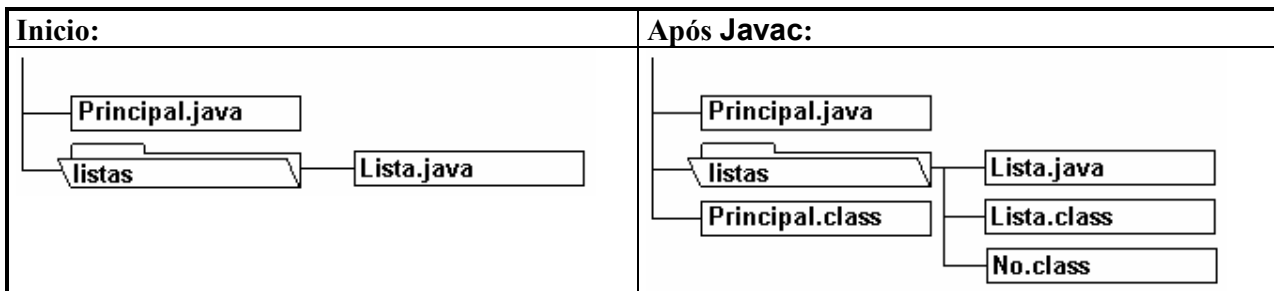 Inicio:
Principal.java
listas
Lista.java
Após Javac:
Principal.java
listas
Lista.java
Principal.class
Lista.class
No.class